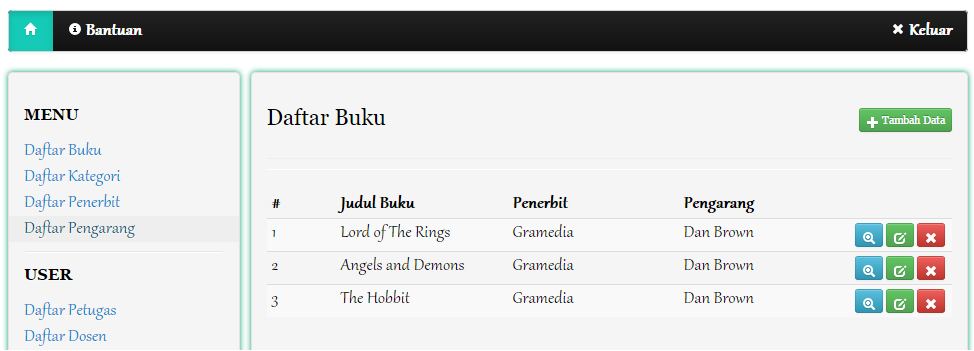 Bantuan Keluar
MENU
Daftar Buku
Daftar Kategori
Daftar Penerbit
Daftar Pengarang
USER
Daftar Petugas
Daftar Dosen
Daftar Buku Tambah Data
# Judul Buku Penerbit Pengarang
1 Lord of The Rings Gramedia Dan Brown
2 Angels and Demons Gramedia Dan Brown
3 The Hobbit Gramedia Dan Brown